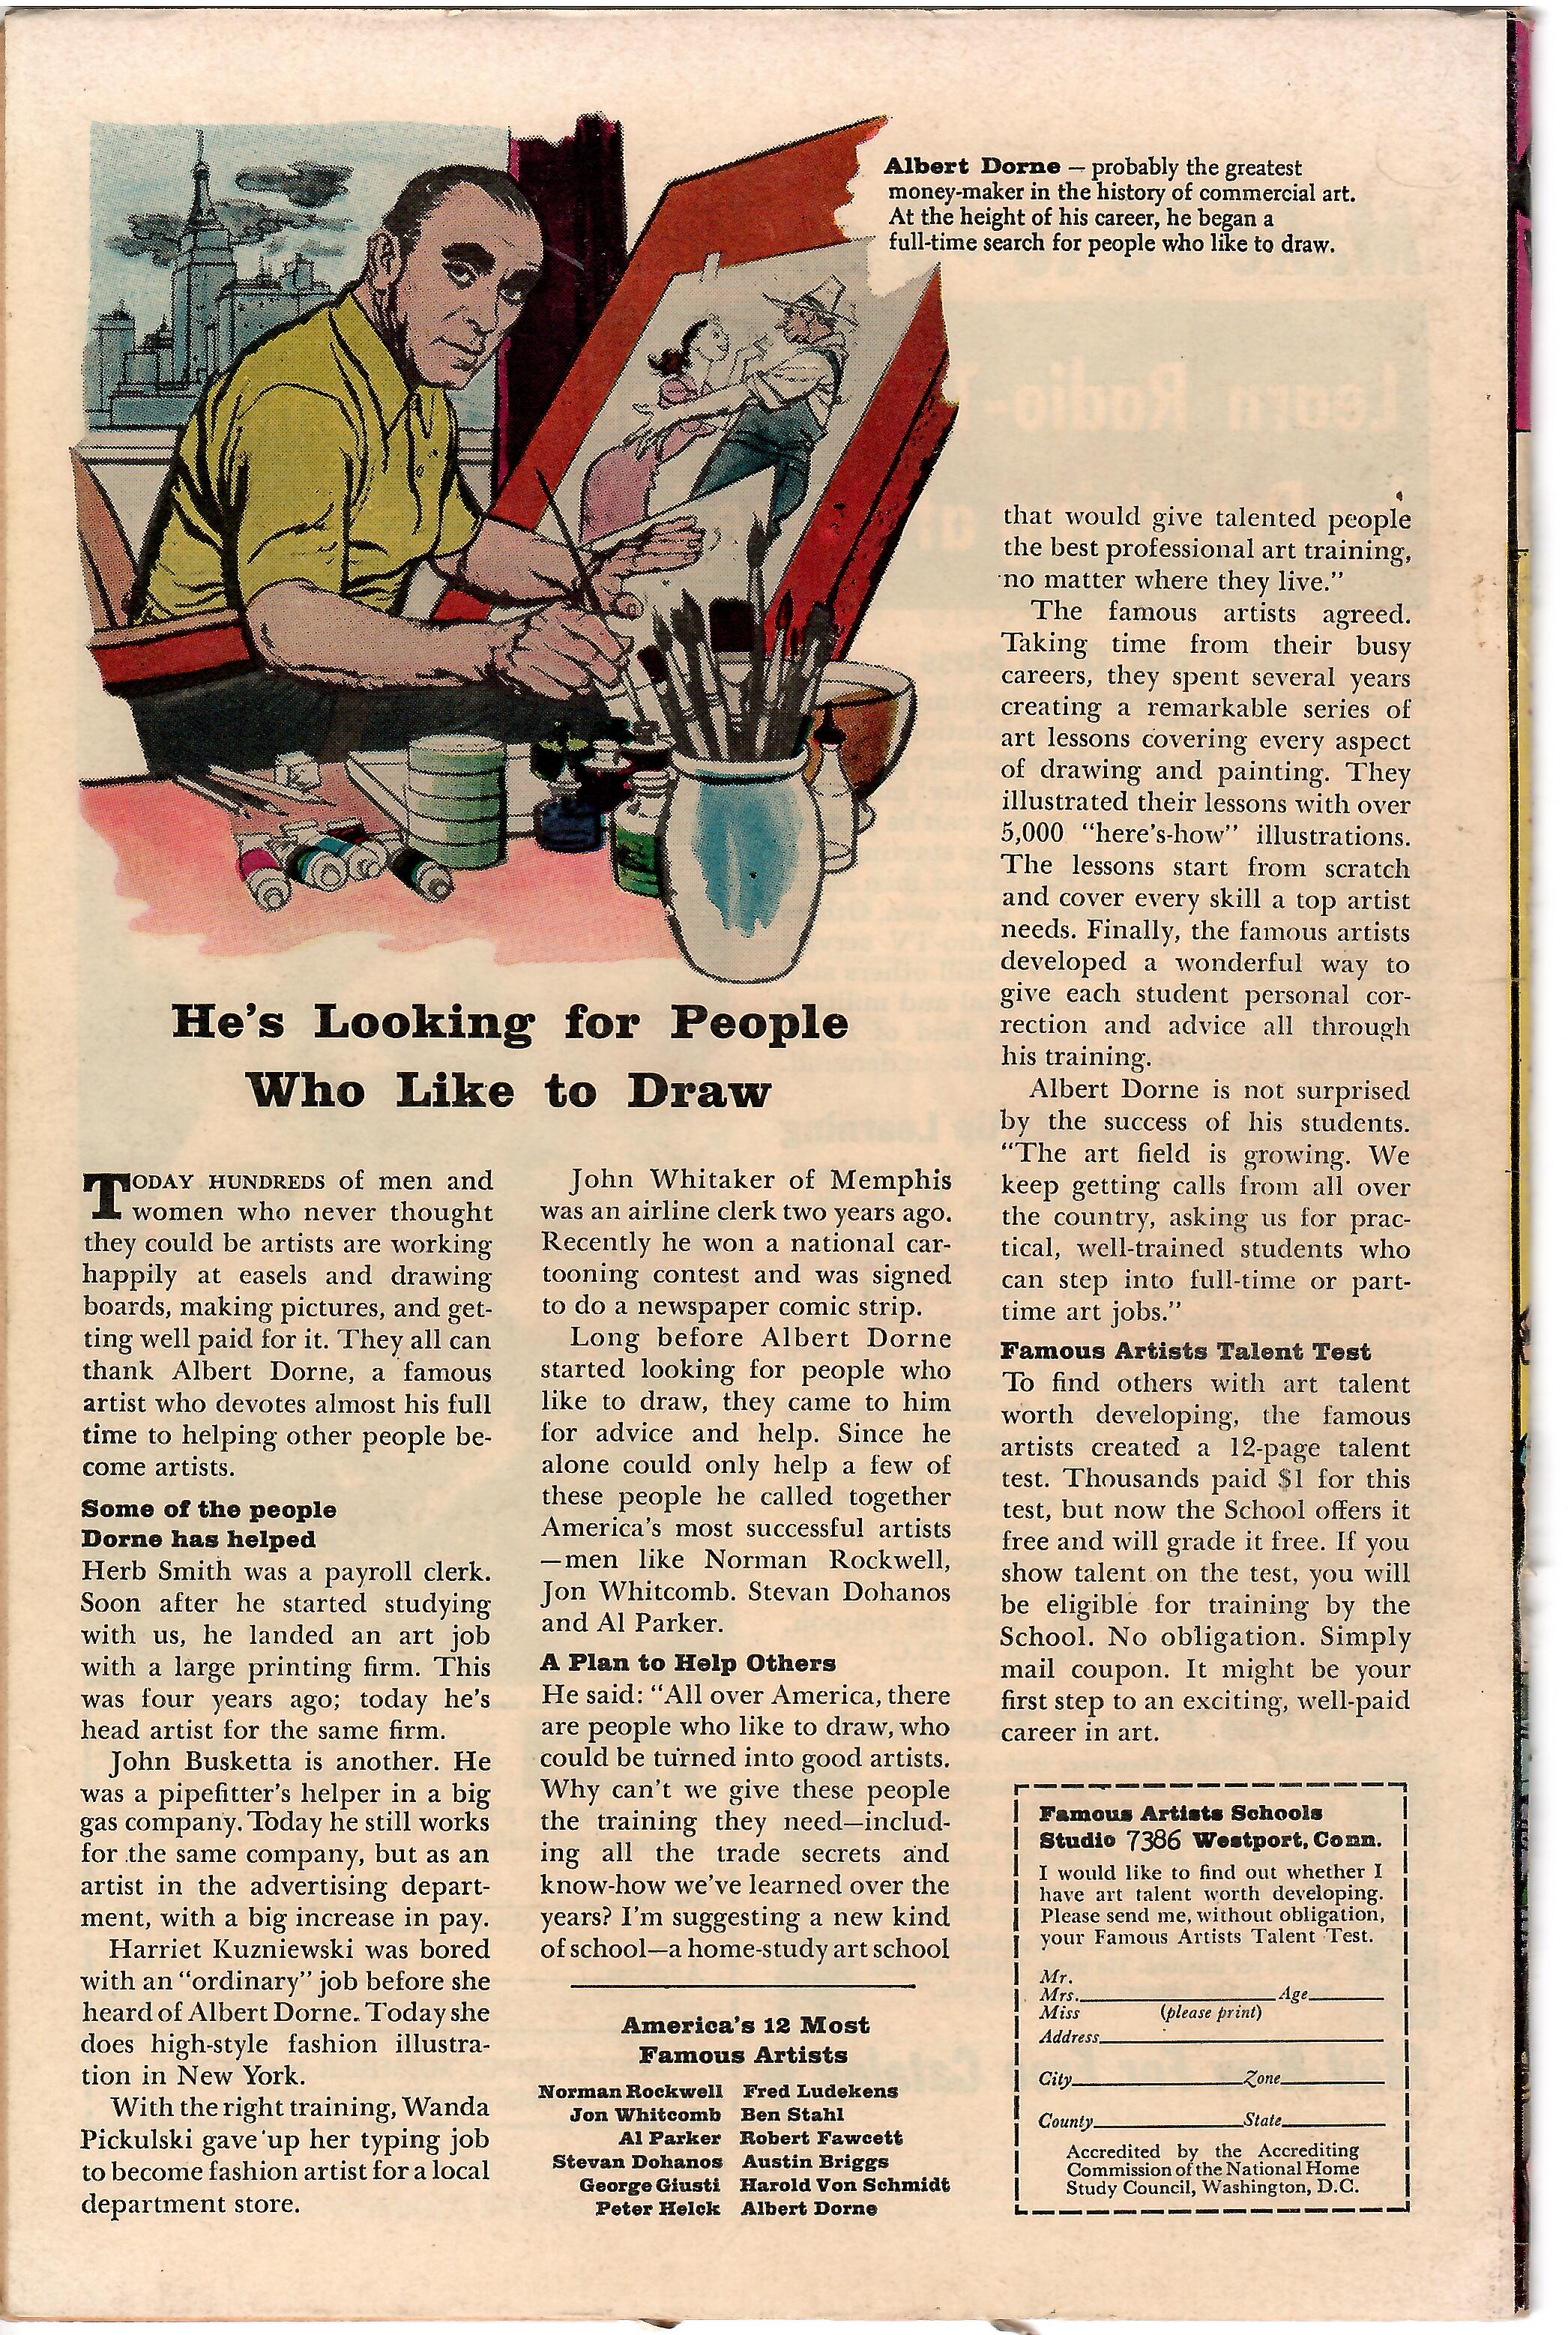 Albert Dorne — probably the greatest
money-maker in the history of commercial art.
At the height of his career, he began a
full-time search for people who like to draw.
He's Looking for People
Who Like to Draw
TODAY HUNDREDS of men and
women who never thought
they could be artists are working
happily at easels and drawing
boards, making pictures, and get-
ting well paid for it. They all can
thank Albert Dorne, a famous
artist who devotes almost his full
time to helping other people be-
come artists.
Some of the people
Dorne has helped
Herb Smith was a payroll clerk.
Soon after he started studying
with us, he landed an art job
with a large printing firm. This
was four years ago; today he's
head artist for the same firm.
John Busketta is another. He
was a pipefitter's helper in a big
gas company. Today he still works
for the same company, but as an
artist in the advertising depart-
ment, with a big increase in pay.
Harriet Kuzniewski was bored
with an "ordinary" job before she
heard of Albert Dorne. Today she
does high-style fashion illustra-
tion in New York.
With the right training, Wanda
Pickulski gave up her typing job
to become fashion artist for a local
department store.
John Whitaker of Memphis
was an airline clerk two years ago.
Recently he won a national car-
tooning contest and was signed
to do a newspaper comic strip.
Long before Albert Dorne
started looking for people who
like to draw, they came to him
for advice and help. Since he
alone could only help a few of
these people he called together
America's most successful artists
—men like Norman Rockwell,
Jon Whitcomb. Stevan Dohanos
and Al Parker.
A Plan to Help Others
He said: "All over America, there
are people who like to draw, who
could be turned into good artists.
Why can't we give these people
the training they need—includ-
ing all the trade secrets and
know-how we've learned over the
years? I'm suggesting a new kind
of school—a home-study art school
America's 12 Most
Famous Artists
Norman Rockwell Fred Ludekens
Jon Whitcomb Ben Stahl
Al Parker Robert Fawcett
Stevan Dohanos Austin Briggs
George Giusti Harold Von Schmidt
Peter Helck Albert Dorne
that would give talented people
the best professional art training,
no matter where they live."
The famous artists agreed.
Taking time from their busy
careers, they spent several years
creating a remarkable series of
art lessons covering every aspect
of drawing and painting. They
illustrated their lessons with over
5,000 "here's-how" illustrations.
The lessons start from scratch
and cover every skill a top artist
needs. Finally, the famous artists
developed a wonderful way to
give each student personal cor-
rection and advice all through
his training.
Albert Dorne is not surprised
by the success of his students.
"The art field is growing. We
keep getting calls from all over
the country, asking us for prac-
tical, well-trained students who
can step into full-time or part-
time art jobs."
Famous Artists Talent Test
To find others with art talent
worth developing, the famous
artists created a 12-page talent
test. Thousands paid $1 for this
test, but now the School offers it
free and will grade it free. If you
show talent on the test, you will
be eligible for training by the
School. No obligation. Simply
mail coupon. It might be your
first step to an exciting, well-paid
career in art.
Famous Artists Schools
Studio 7386 Westport, Conn.
I would like to find out whether I
have art talent worth developing.
Please send me, without obligation,
your Famous Artists Talent Test.
Mr.
Mrs. Age
Miss (please print)
Address
City Zone
County State
Accredited by the Accrediting
Commission of the National Home
Study Council, Washington, D.C.